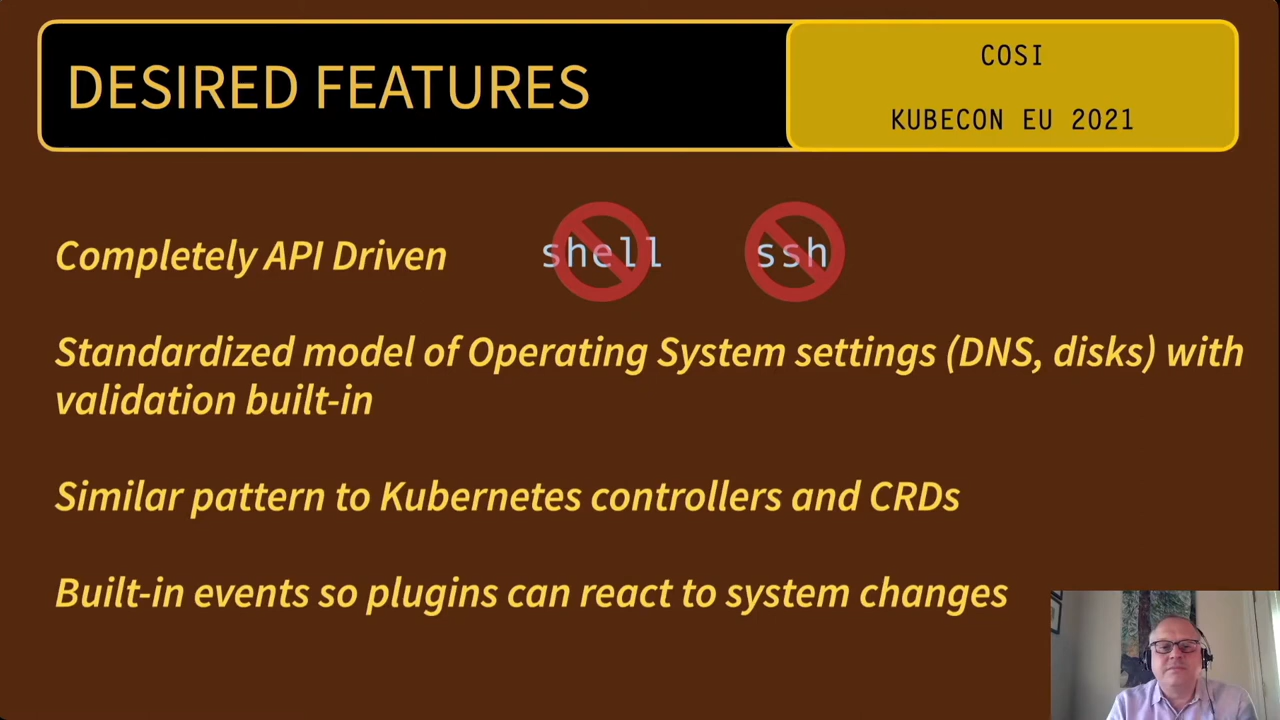 DESIRED FEATURES
COSI
KUBECON EU 2021
Completely API Driven
shell
ssh
Standardized model of Operating System settings (DNS, disks) with
validation built-in
Similar pattern to Kubernetes controllers and CRDs
Built-in events so plugins can react to system changes